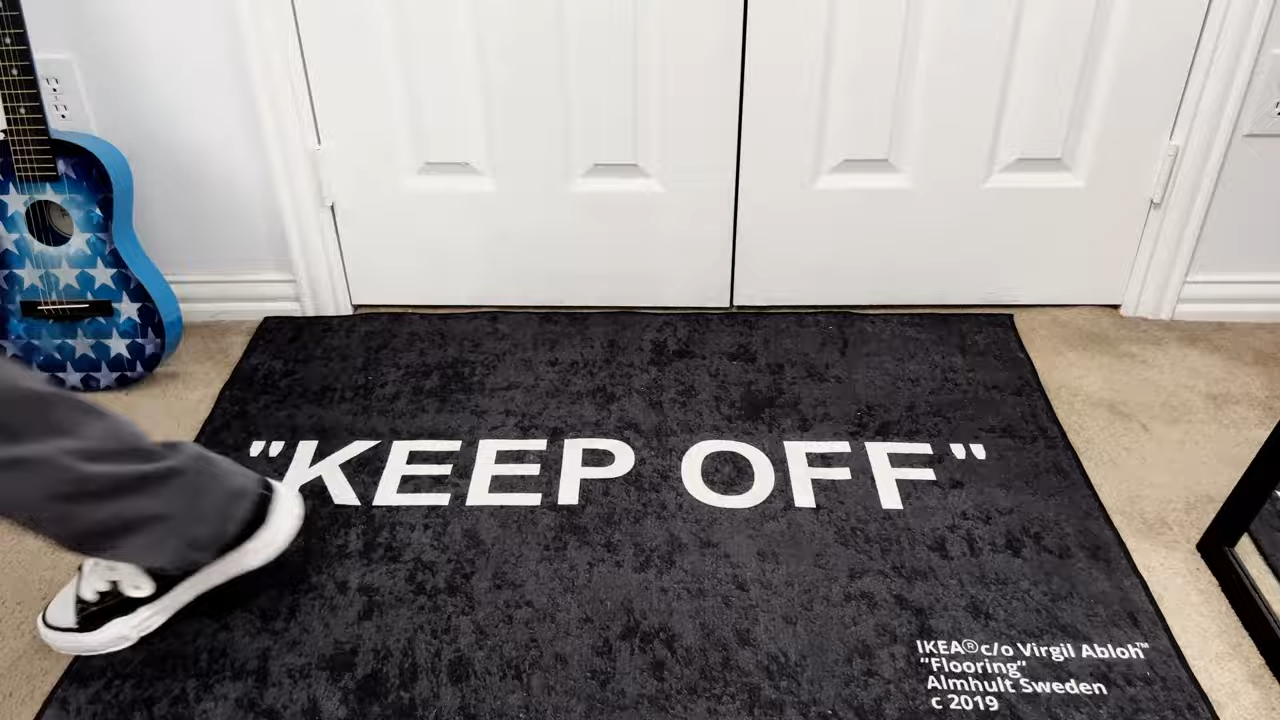 "KEEP OFF"
IKEA® c/o Virgil Abloh™
"Flooring"
Almhult Sweden
c 2019